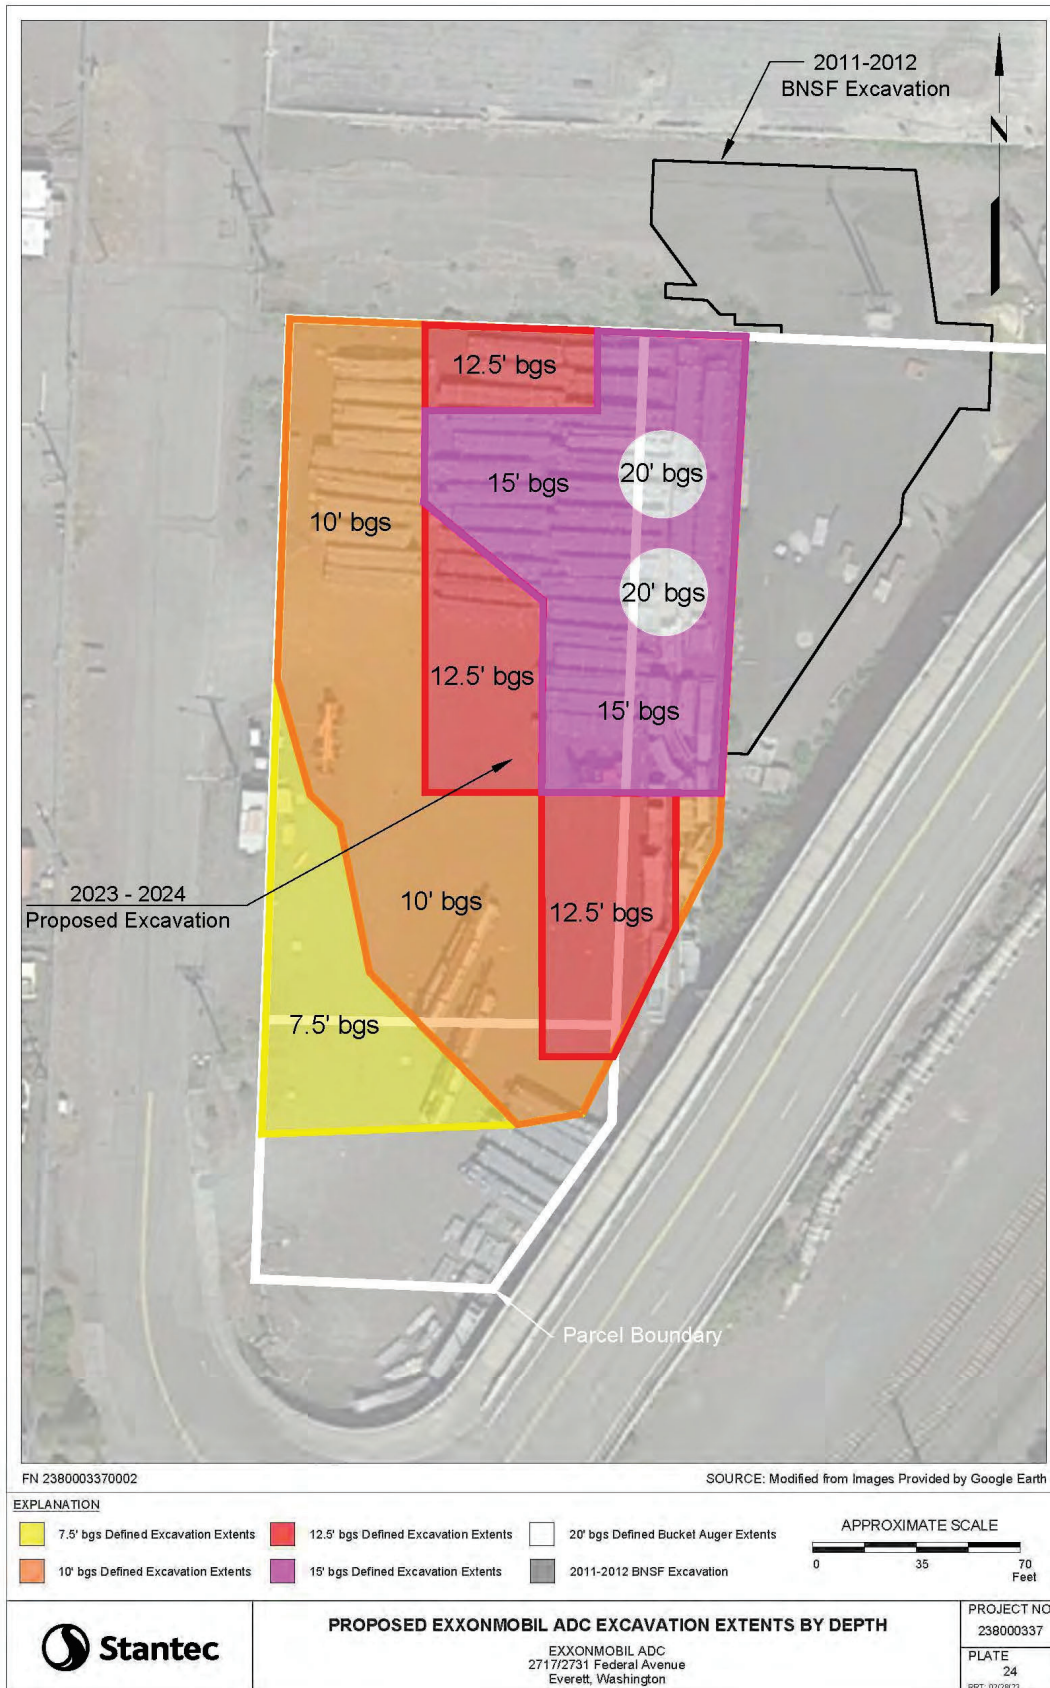 2011-2012
BNSF Excavation
N
12.5' bgs
15' bgs
20' bgs
10' bgs
20' bgs
12.5' bgs
15' bgs
2023 - 2024
Proposed Excavation
10' bgs
12.5' bgs
7.5' bgs
Parcel Boundary
FN 2380003370002
SOURCE: Modified from Images Provided by Google Earth
EXPLANATION
7.5' bgs Defined Excavation Extents
12.5' bgs Defined Excavation Extents
20' bgs Defined Bucket Auger Extents
10' bgs Defined Excavation Extents
15' bgs Defined Excavation Extents
2011-2012 BNSF Excavation
APPROXIMATE SCALE
0 35 70
Feet
Stantec
PROPOSED EXXONMOBIL ADC EXCAVATION EXTENTS BY DEPTH
EXXONMOBIL ADC
2717/2731 Federal Avenue
Everett, Washington
PROJECT NO
238000337
PLATE
24